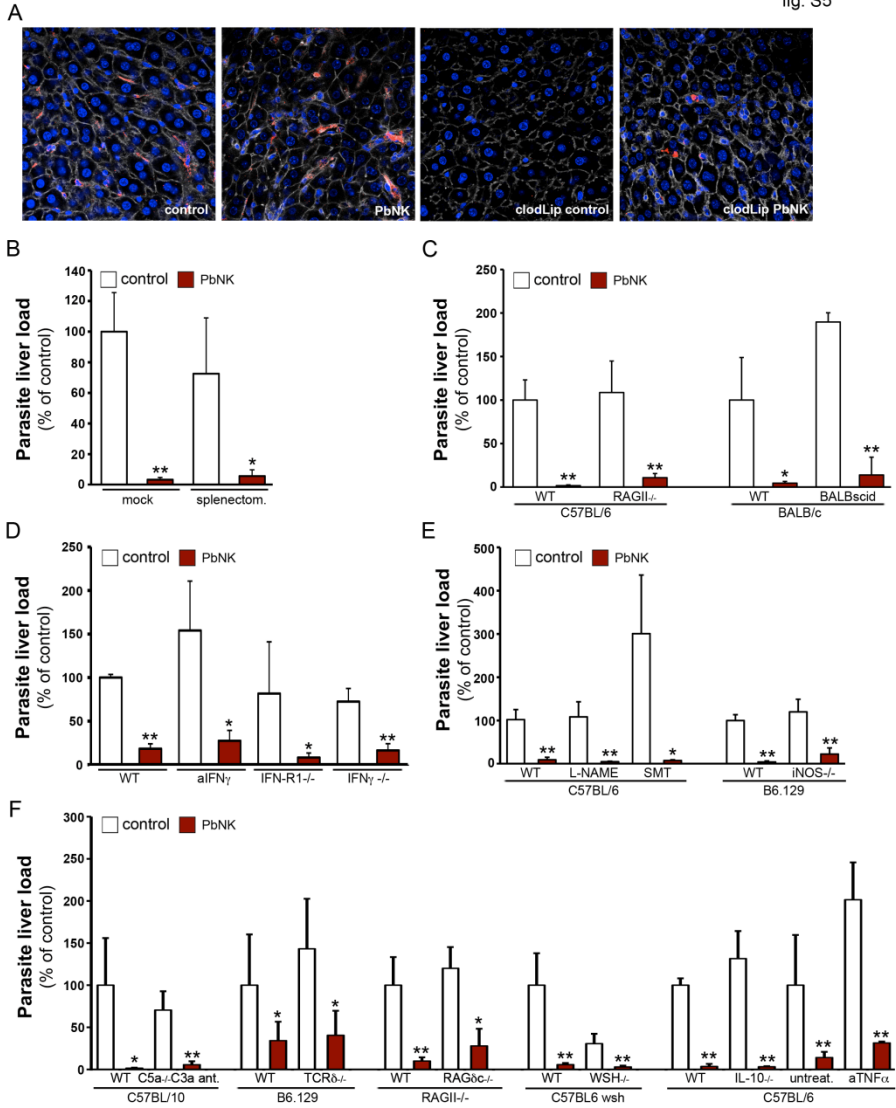 fig. S5
A
control PbNK clodLip control clodLip PbNK
B
control PbNK
Parasite liver load
(% of control)
140
120
100
80
60
40
20
0
** *
mock splenectom.
C
control PbNK
Parasite liver load
(% of control)
250
200
150
100
50
0
** ** * **
WT RAGII-/- WT BALBscid
C57BL/6 BALB/c
D
control PbNK
Parasite liver load
(% of control)
250
200
150
100
50
0
** * * **
WT aIFNγ IFN-R1-/- IFNγ -/-
E
control PbNK
Parasite liver load
(% of control)
500
400
300
200
100
0
** ** * ** **
WT L-NAME SMT WT iNOS-/-
C57BL/6 B6.129
F
control PbNK
Parasite liver load
(% of control)
300
250
200
150
100
50
0
* ** * * ** * ** ** ** ** ** **
WT C5a-/-C3a ant. WT TCRδ-/- WT RAGδc-/- WT WSH-/- WT IL-10-/- untreat. aTNFα
C57BL/10 B6.129 RAGII-/- C57BL6 wsh C57BL/6